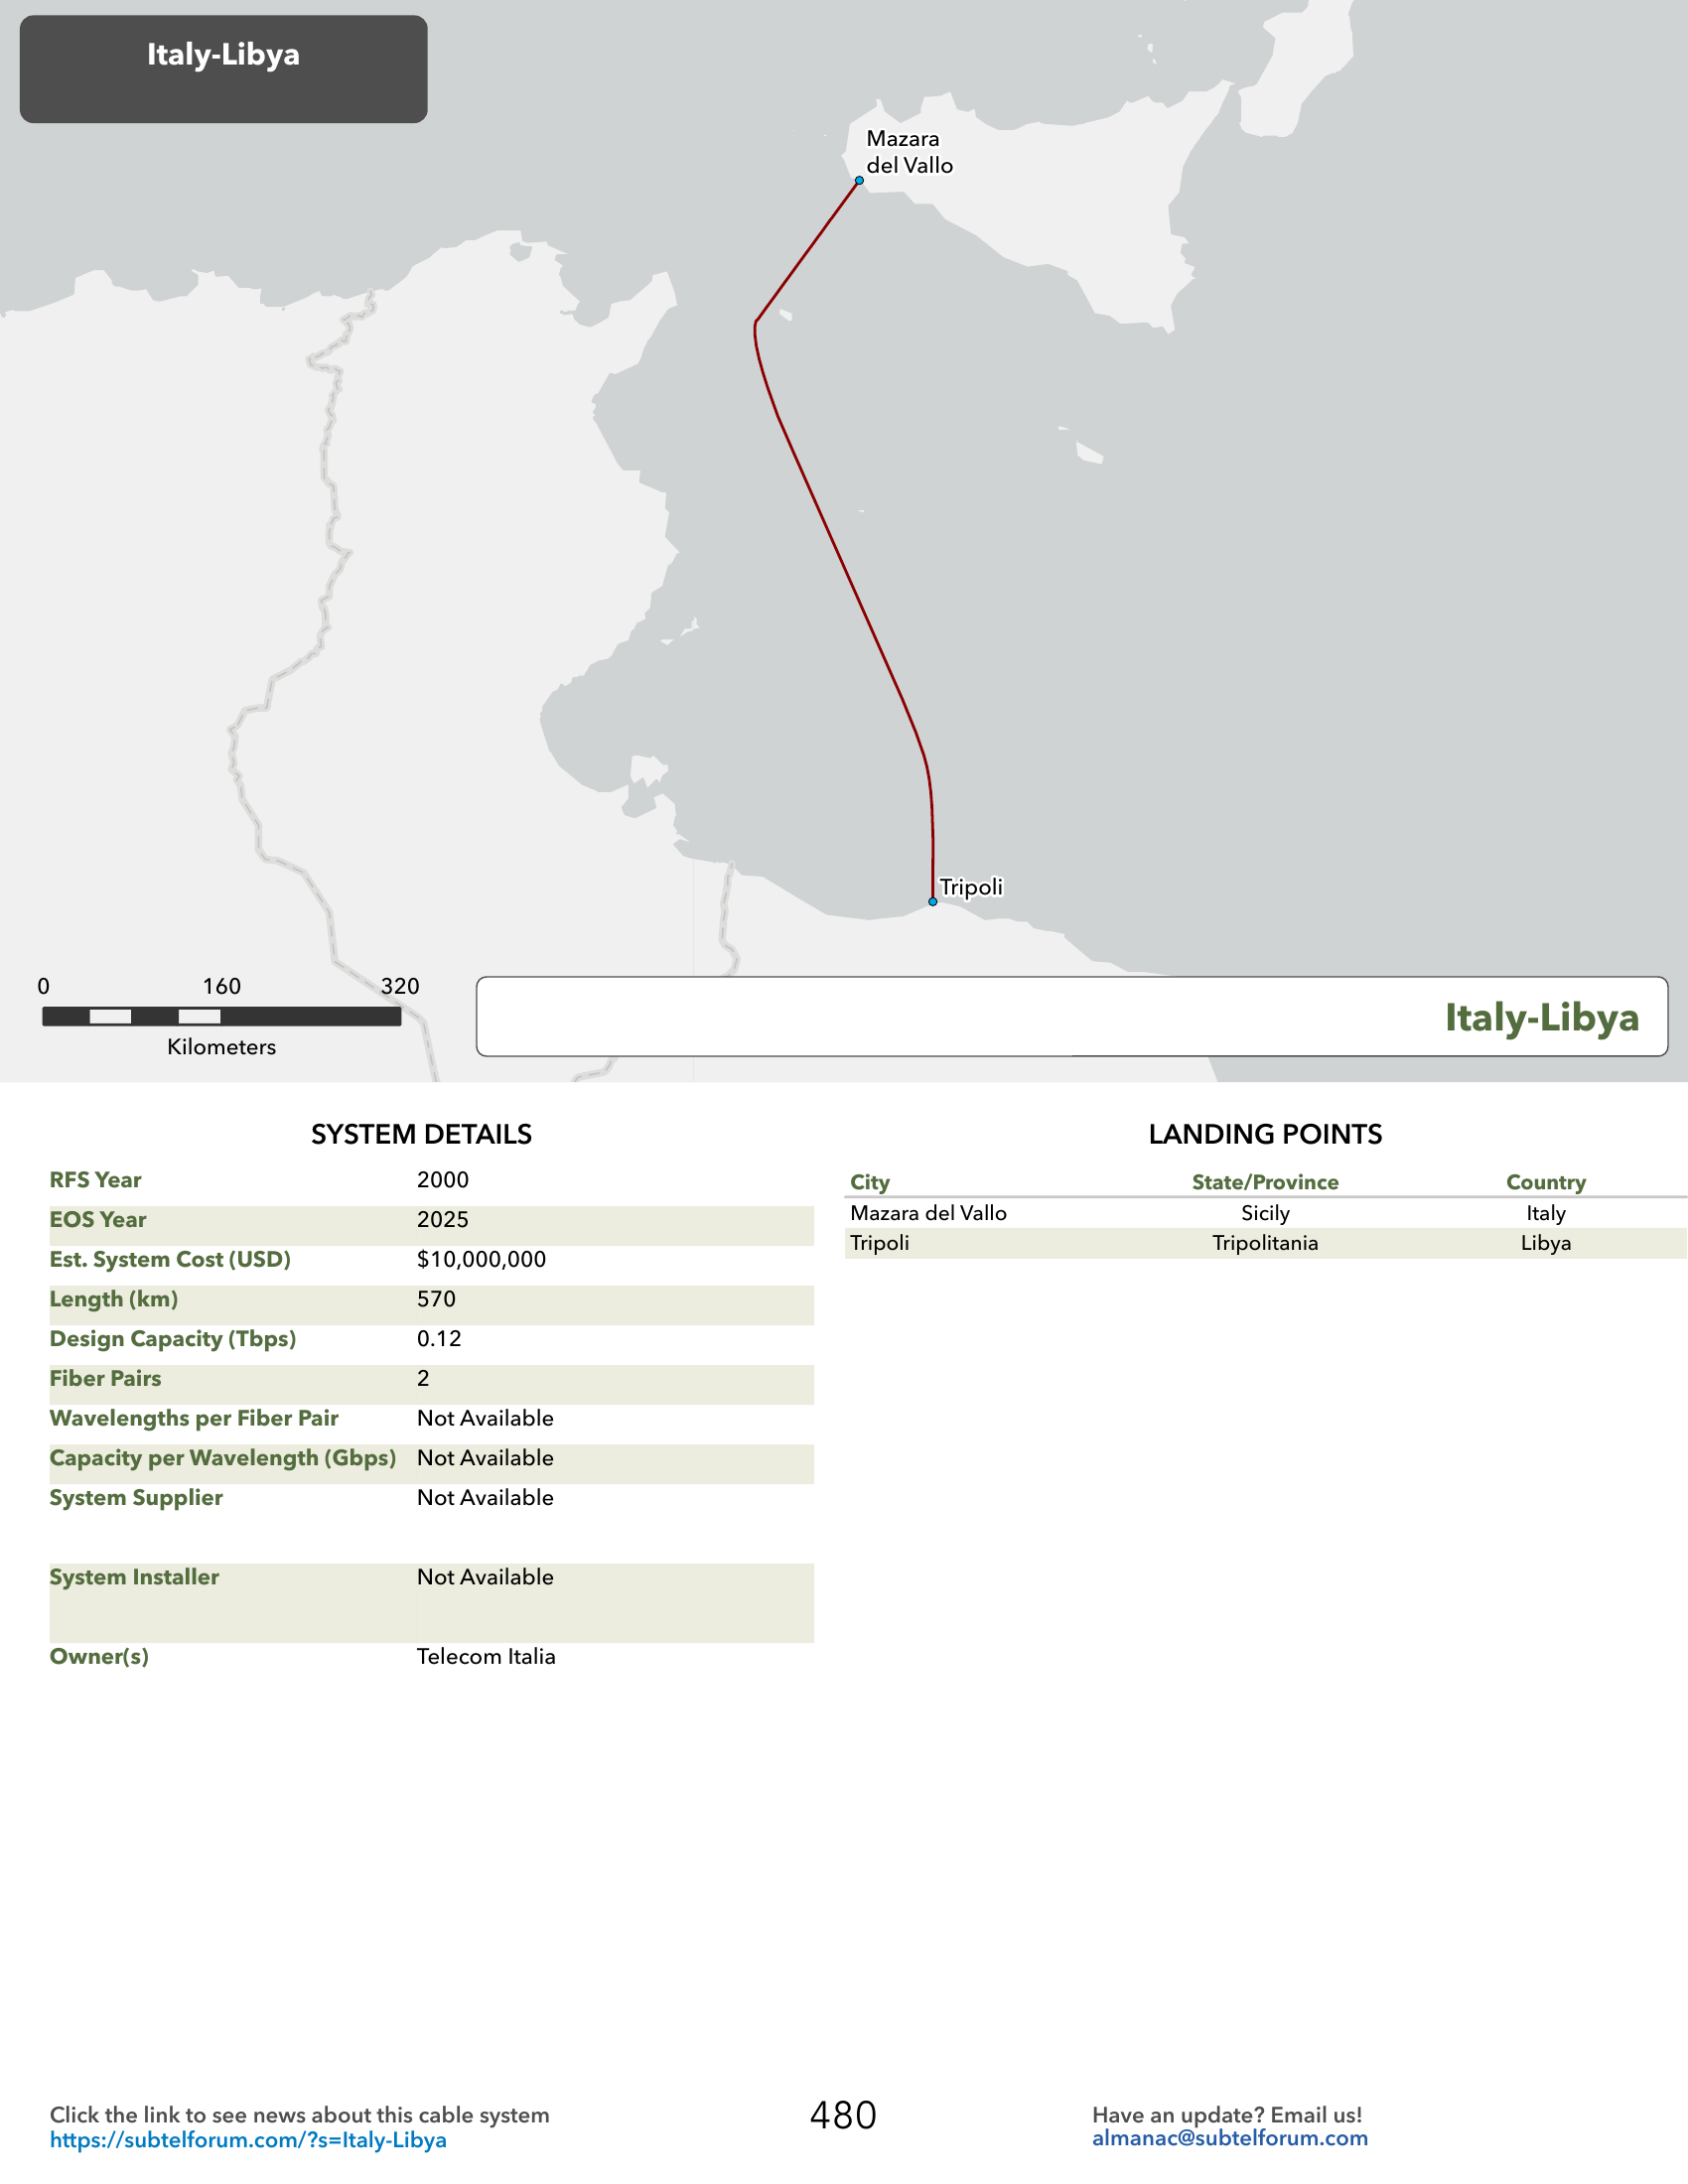 Italy-Libya
Mazara
del Vallo
Tripoli
0 160 320
Kilometers
Italy-Libya
SYSTEM DETAILS
RFS Year 2000
EOS Year 2025
Est. System Cost (USD) $10,000,000
Length (km) 570
Design Capacity (Tbps) 0.12
Fiber Pairs 2
Wavelengths per Fiber Pair Not Available
Capacity per Wavelength (Gbps) Not Available
System Supplier Not Available
System Installer Not Available
Owner(s) Telecom Italia
LANDING POINTS
City State/Province Country
Mazara del Vallo Sicily Italy
Tripoli Tripolitania Libya
Click the link to see news about this cable system
https://subtelforum.com/?s=Italy-Libya
480
Have an update? Email us!
almanac@subtelforum.com